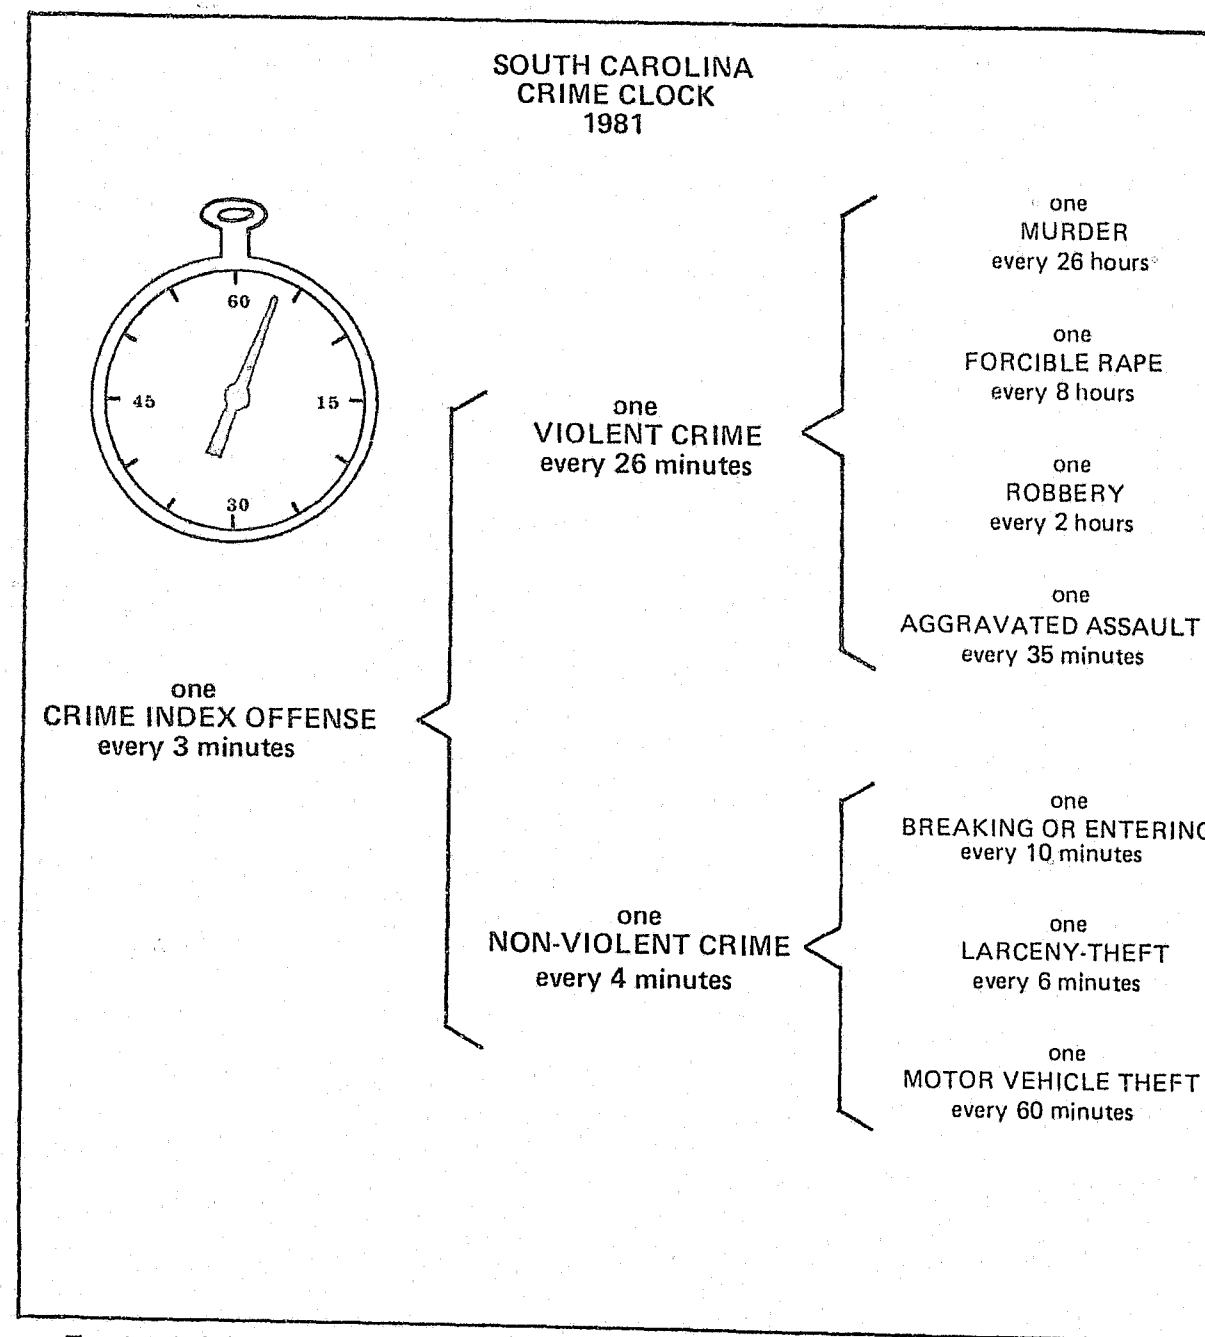 SOUTH CAROLINA
CRIME CLOCK
1981
60
45
15
30
one
CRIME INDEX OFFENSE
every 3 minutes
one
VIOLENT CRIME
every 26 minutes
one
NON-VIOLENT CRIME
every 4 minutes
one
MURDER
every 26 hours
one
FORCIBLE RAPE
every 8 hours
one
ROBBERY
every 2 hours
one
AGGRAVATED ASSAULT
every 35 minutes
one
BREAKING OR ENTERING
every 10 minutes
one
LARCENY-THEFT
every 6 minutes
one
MOTOR VEHICLE THEFT
every 60 minutes